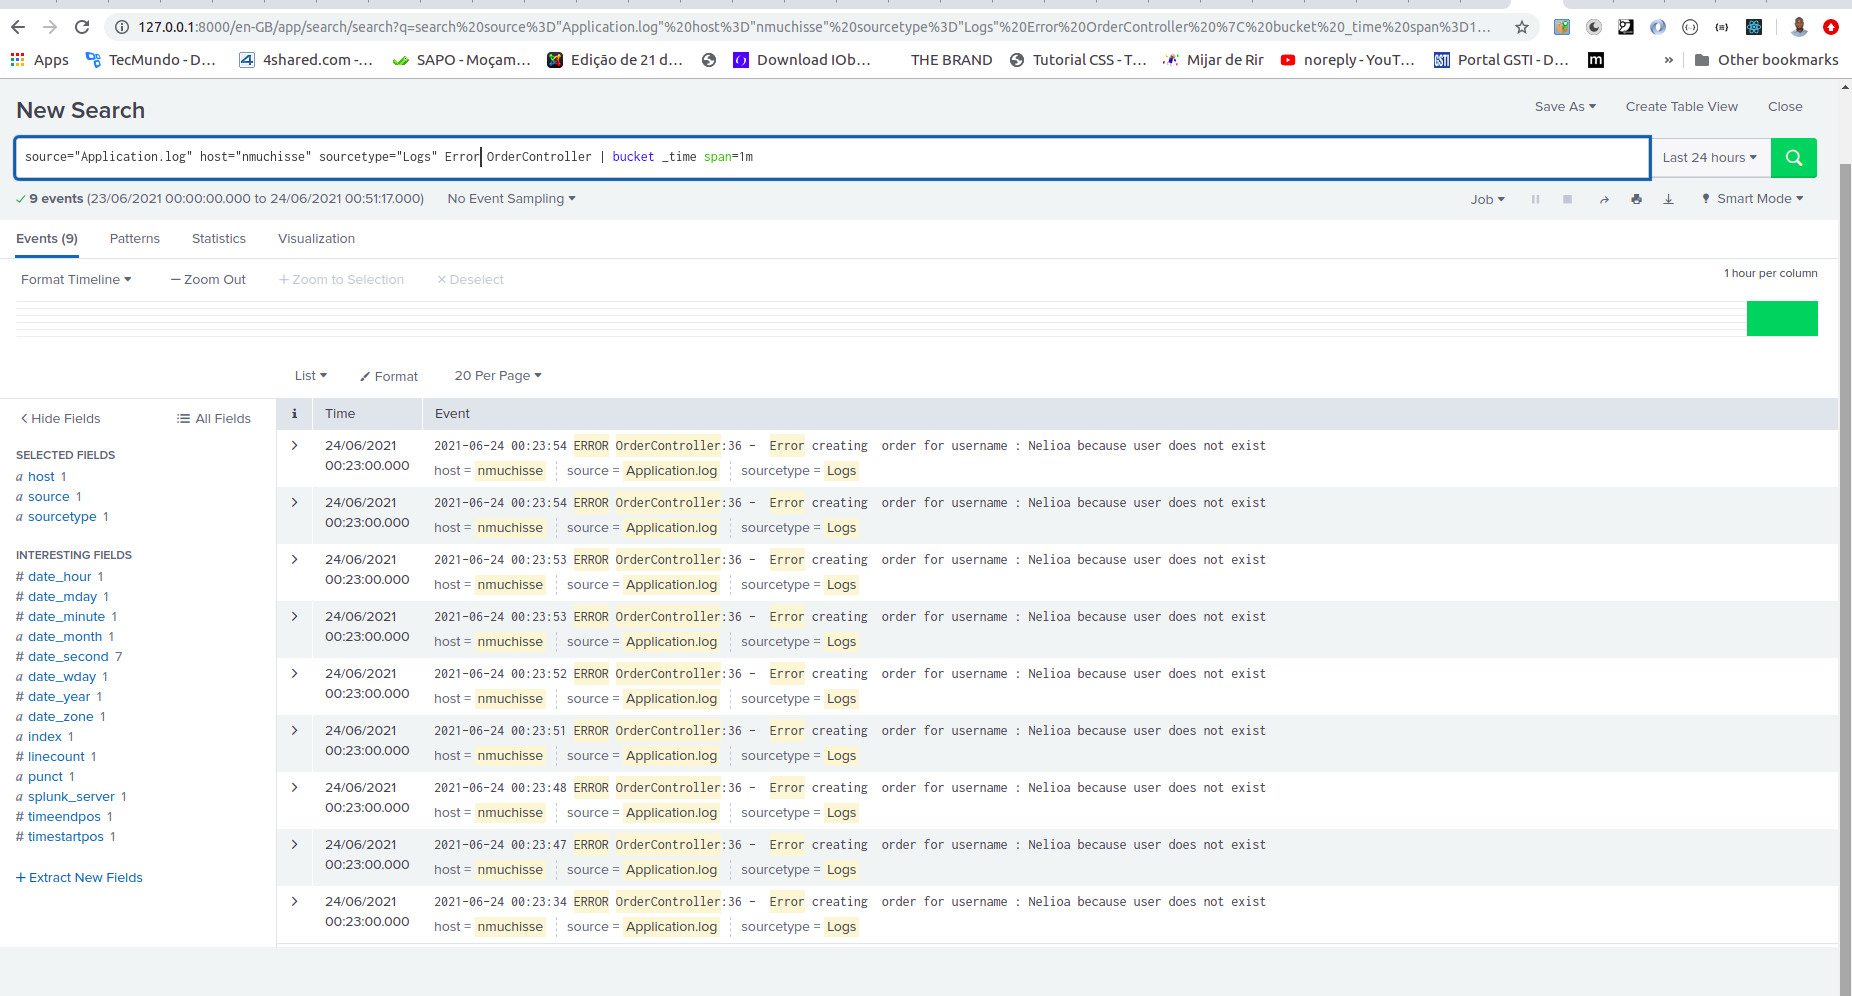 127.0.0.1:8000/en-GB/app/search/search?q=search%20source%3D"Application.log"%20host%3D"nmuchisse"%20sourcetype%3D"Logs"%20Error%20OrderController%20%7C%20bucket%20_time%20span%3D1...
Apps TecMundo - D... 4shared.com -... SAPO - Moçam... Edição de 21 d... Download IOb... THE BRAND Tutorial CSS - T... Mijar de Rir noreply - YouT... GSTI Portal GSTI - D... m » Other bookmarks
New Search
Save As Create Table View Close
source="Application.log" host="nmuchisse" sourcetype="Logs" Error OrderController | bucket _time span=1m
Last 24 hours
9 events (23/06/2021 00:00:00.000 to 24/06/2021 00:51:17.000) No Event Sampling
Job Smart Mode
Events (9) Patterns Statistics Visualization
Format Timeline — Zoom Out + Zoom to Selection × Deselect
1 hour per column
List Format 20 Per Page
< Hide Fields All Fields
i Time Event
SELECTED FIELDS
a host 1
a source 1
a sourcetype 1
INTERESTING FIELDS
# date_hour 1
# date_mday 1
# date_minute 1
a date_month 1
# date_second 7
a date_wday 1
# date_year 1
a date_zone 1
a index 1
# linecount 1
a punct 1
a splunk_server 1
# timeendpos 1
# timestartpos 1
+ Extract New Fields
> 24/06/2021 2021-06-24 00:23:54 ERROR OrderController:36 - Error creating order for username : Nelioa because user does not exist
00:23:00.000 host = nmuchisse source = Application.log sourcetype = Logs
> 24/06/2021 2021-06-24 00:23:54 ERROR OrderController:36 - Error creating order for username : Nelioa because user does not exist
00:23:00.000 host = nmuchisse source = Application.log sourcetype = Logs
> 24/06/2021 2021-06-24 00:23:53 ERROR OrderController:36 - Error creating order for username : Nelioa because user does not exist
00:23:00.000 host = nmuchisse source = Application.log sourcetype = Logs
> 24/06/2021 2021-06-24 00:23:53 ERROR OrderController:36 - Error creating order for username : Nelioa because user does not exist
00:23:00.000 host = nmuchisse source = Application.log sourcetype = Logs
> 24/06/2021 2021-06-24 00:23:52 ERROR OrderController:36 - Error creating order for username : Nelioa because user does not exist
00:23:00.000 host = nmuchisse source = Application.log sourcetype = Logs
> 24/06/2021 2021-06-24 00:23:51 ERROR OrderController:36 - Error creating order for username : Nelioa because user does not exist
00:23:00.000 host = nmuchisse source = Application.log sourcetype = Logs
> 24/06/2021 2021-06-24 00:23:48 ERROR OrderController:36 - Error creating order for username : Nelioa because user does not exist
00:23:00.000 host = nmuchisse source = Application.log sourcetype = Logs
> 24/06/2021 2021-06-24 00:23:47 ERROR OrderController:36 - Error creating order for username : Nelioa because user does not exist
00:23:00.000 host = nmuchisse source = Application.log sourcetype = Logs
> 24/06/2021 2021-06-24 00:23:34 ERROR OrderController:36 - Error creating order for username : Nelioa because user does not exist
00:23:00.000 host = nmuchisse source = Application.log sourcetype = Logs